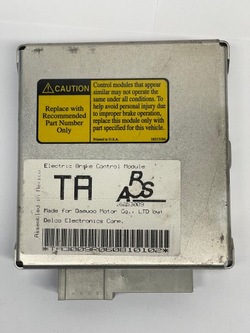 CAUTION
Replace with
Recommended
Part Number
Only
Control modules that appear
similar may not operate the
same under all conditions. To
help avoid personal injury due
to improper brake operation,
replace this module only with
part specified for this vehicle.
Printed in U.S.A.
Assembled in Mexico
Electric Brake Control Module
TA
ABS
Made for Daewoo Motor Co., LTD by:
Delco Electronics Corp.